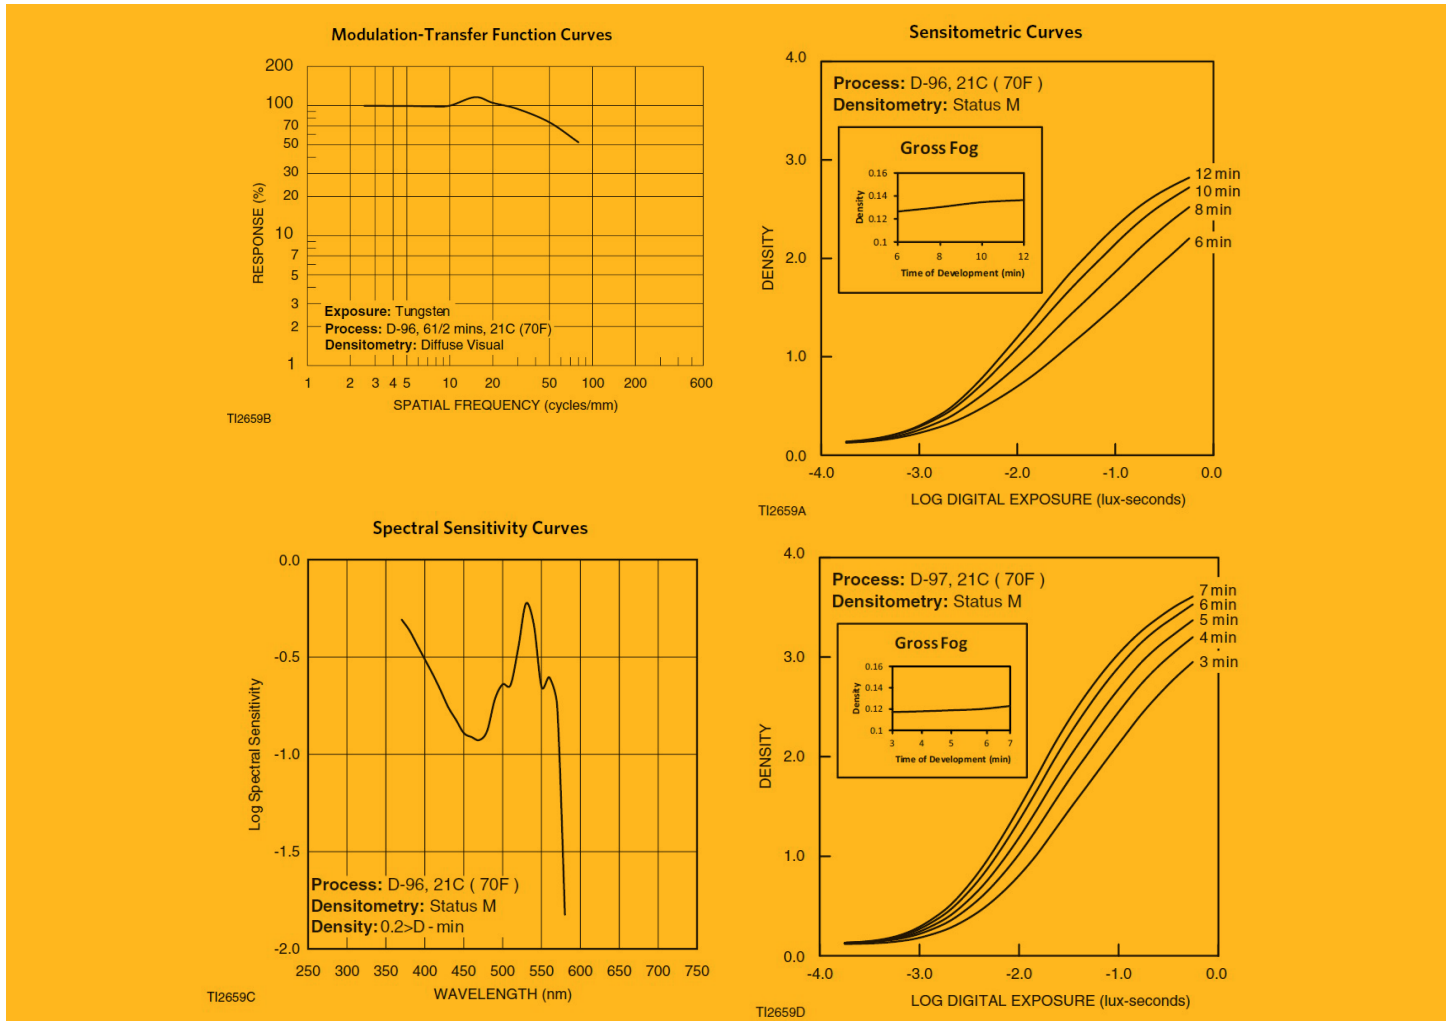 Modulation-Transfer Function Curves
200
100
70
50
30
20
10
7
5
3
2
1
RESPONSE (%)
Exposure: Tungsten
Process: D-96, 61/2 mins, 21C (70F)
Densitometry: Diffuse Visual
1 2 3 4 5 10 20 50 100 200 600
SPATIAL FREQUENCY (cycles/mm)
TI2659B
Sensitometric Curves
4.0
3.0
2.0
1.0
0.0
DENSITY
Process: D-96, 21C ( 70F )
Densitometry: Status M
Gross Fog
0.16
0.14
0.12
0.1
Density
6 8 10 12
Time of Development (min)
12 min
10 min
8 min
6 min
-4.0 -3.0 -2.0 -1.0 0.0
LOG DIGITAL EXPOSURE (lux-seconds)
TI2659A
Spectral Sensitivity Curves
0.0
-0.5
-1.0
-1.5
-2.0
Log Spectral Sensitivity
Process: D-96, 21C ( 70F )
Densitometry: Status M
Density: 0.2>D - min
250 300 350 400 450 500 550 600 650 700 750
WAVELENGTH (nm)
TI2659C
4.0
3.0
2.0
1.0
0.0
DENSITY
Process: D-97, 21C ( 70F )
Densitometry: Status M
Gross Fog
0.16
0.14
0.12
0.1
Density
3 4 5 6 7
Time of Development (min)
7 min
6 min
5 min
4 min
3 min
-4.0 -3.0 -2.0 -1.0 0.0
LOG DIGITAL EXPOSURE (lux-seconds)
TI2659D